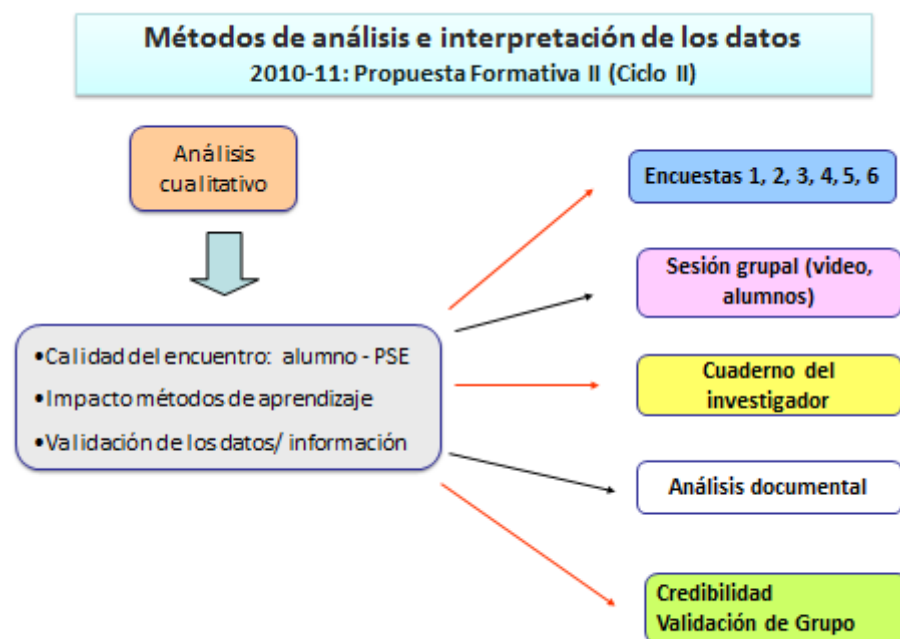 Métodos de análisis e interpretación de los datos
2010-11: Propuesta Formativa II (Ciclo II)
Análisis
cualitativo
•Calidad del encuentro: alumno - PSE
•Impacto métodos de aprendizaje
•Validación de los datos/ información
Encuestas 1, 2, 3, 4, 5, 6
Sesión grupal (video,
alumnos)
Cuaderno del
investigador
Análisis documental
Credibilidad
Validación de Grupo